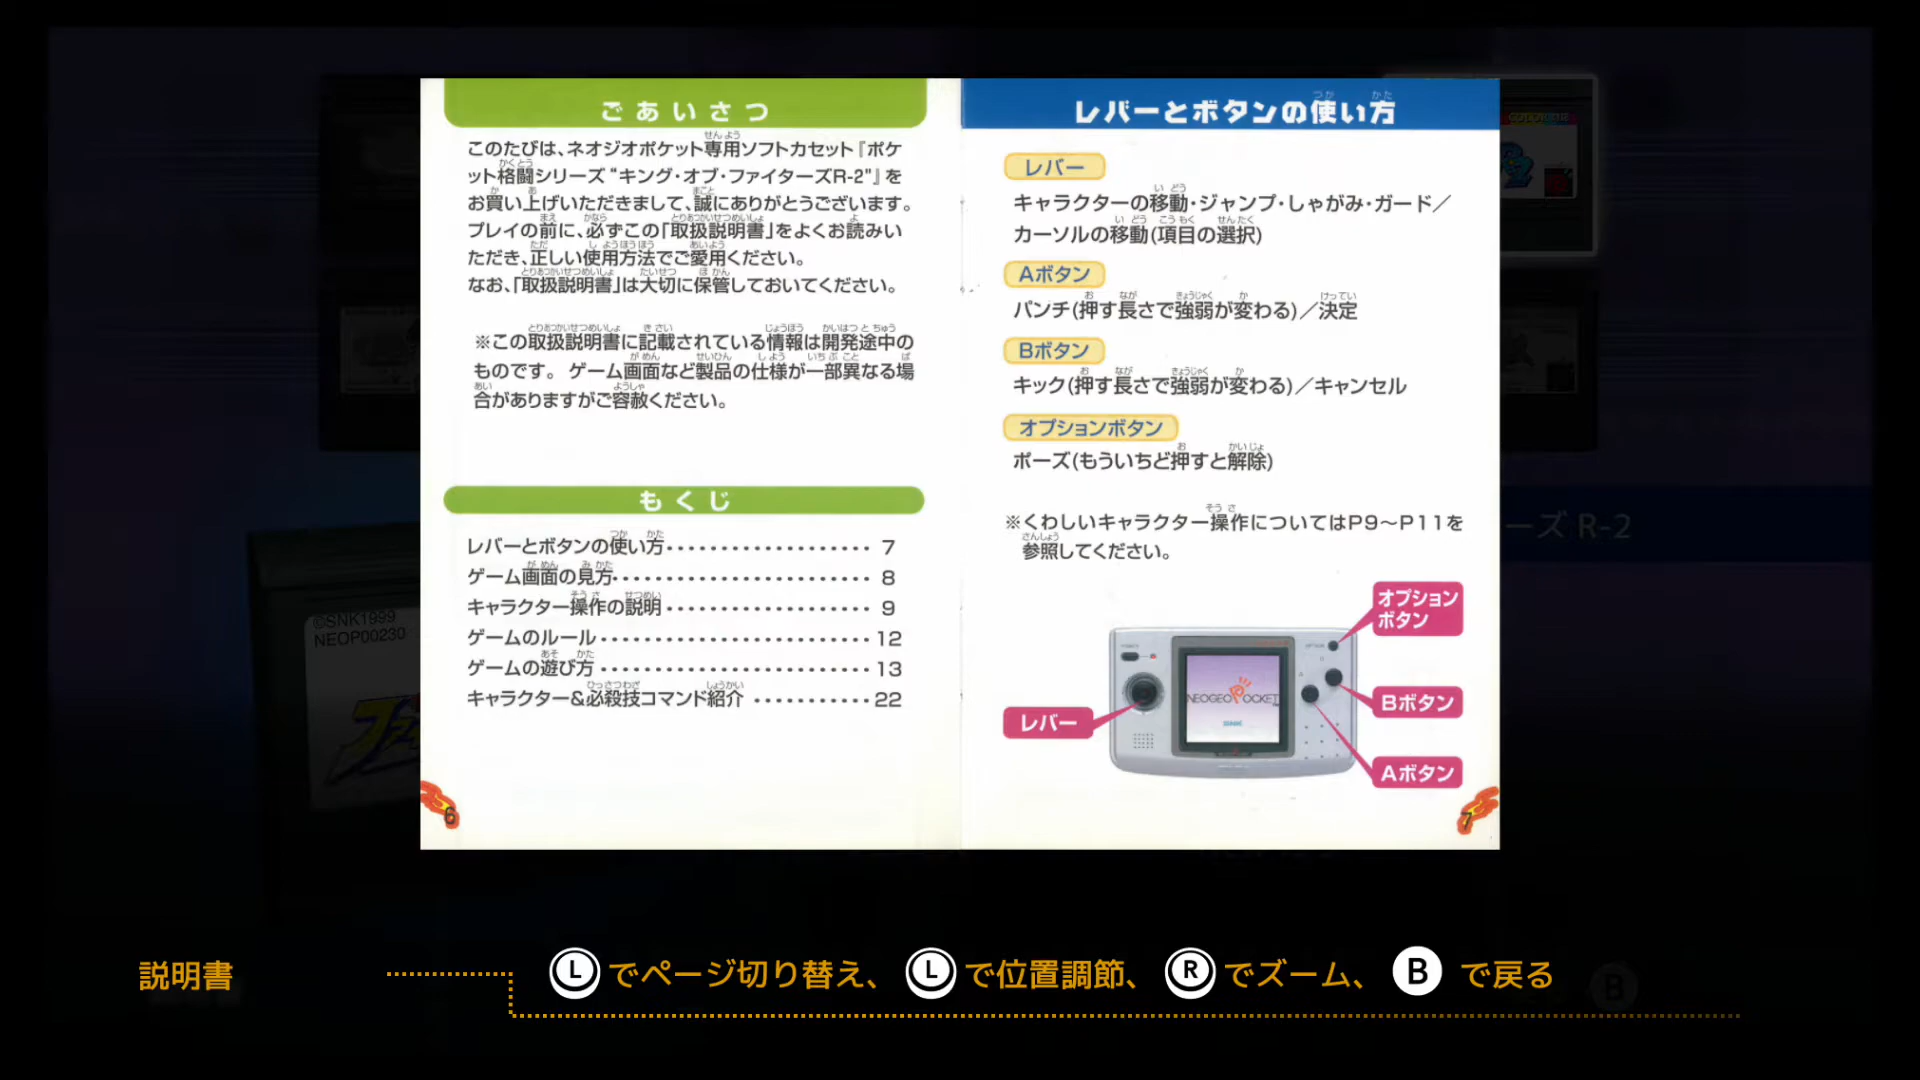 ごあいさつ
このたびは、ネオジオポケット専用ソフトカセット『ポケ
ット格闘シリーズ "キング・オブ・ファイターズR-2"』を
お買い上げいただきまして、誠にありがとうございます。
プレイの前に、必ずこの「取扱説明書」をよくお読みい
ただき、正しい使用方法でご愛用ください。
なお、「取扱説明書」は大切に保管しておいてください。
※この取扱説明書に記載されている情報は開発途中の
ものです。 ゲーム画面など製品の仕様が一部異なる場
合がありますがご容赦ください。
もくじ
レバーとボタンの使い方・・・・・・・・・・・・・・・・・・・ 7
ゲーム画面の見方・・・・・・・・・・・・・・・・・・・・・・・ 8
キャラクター操作の説明・・・・・・・・・・・・・・・・・・・ 9
ゲームのルール・・・・・・・・・・・・・・・・・・・・・・・・ 12
ゲームの遊び方・・・・・・・・・・・・・・・・・・・・・・・・ 13
キャラクター&必殺技コマンド紹介・・・・・・・・・・・ 22
6
レバーとボタンの使い方
レバー
キャラクターの移動・ジャンプ・しゃがみ・ガード／
カーソルの移動(項目の選択)
Aボタン
パンチ(押す長さで強弱が変わる)／決定
Bボタン
キック(押す長さで強弱が変わる)／キャンセル
オプションボタン
ポーズ(もういちど押すと解除)
※くわしいキャラクター操作についてはP9～P11を
参照してください。
オプション
ボタン
Bボタン
Aボタン
レバー
NEOGEO POCKET
SNK
7
©SNK1999
NEOP00230
ーズ R-2
説明書
L でページ切り替え、 L で位置調節、 R でズーム、 B で戻る
B